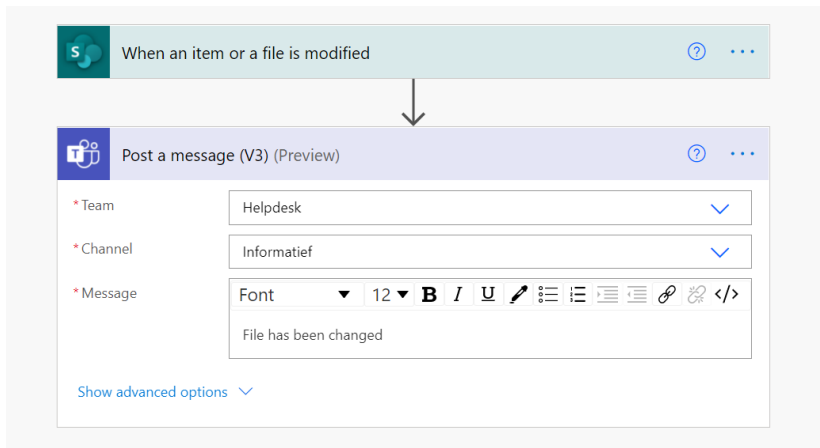 When an item or a file is modified
Post a message (V3) (Preview)
* Team
Helpdesk
* Channel
Informatief
* Message
Font 12 B I U </>
File has been changed
Show advanced options